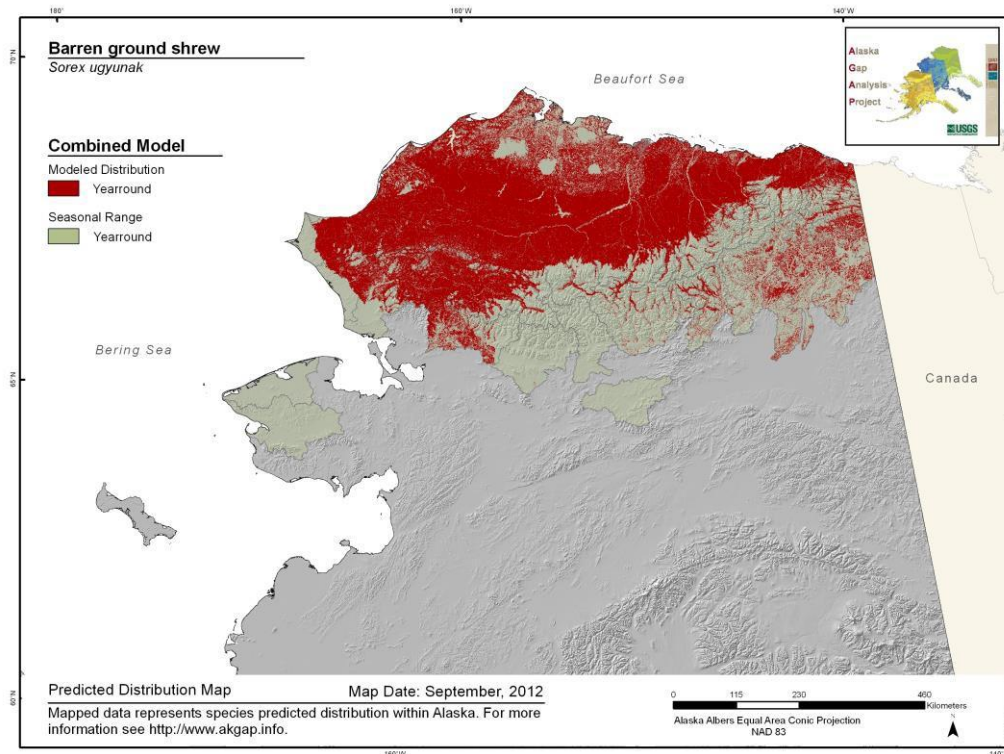 180°
160°W
140°W
70°N
Barren ground shrew
Sorex ugyunak
Beaufort Sea
Alaska
Gap
Analysis
Project
USGS
Combined Model
Modeled Distribution
Yearround
Seasonal Range
Yearround
Bering Sea
65°N
Canada
60°N
Predicted Distribution Map
Map Date: September, 2012
Mapped data represents species predicted distribution within Alaska. For more
information see http://www.akgap.info.
0 115 230 460
Kilometers
Alaska Albers Equal Area Conic Projection
NAD 83
N
160°W